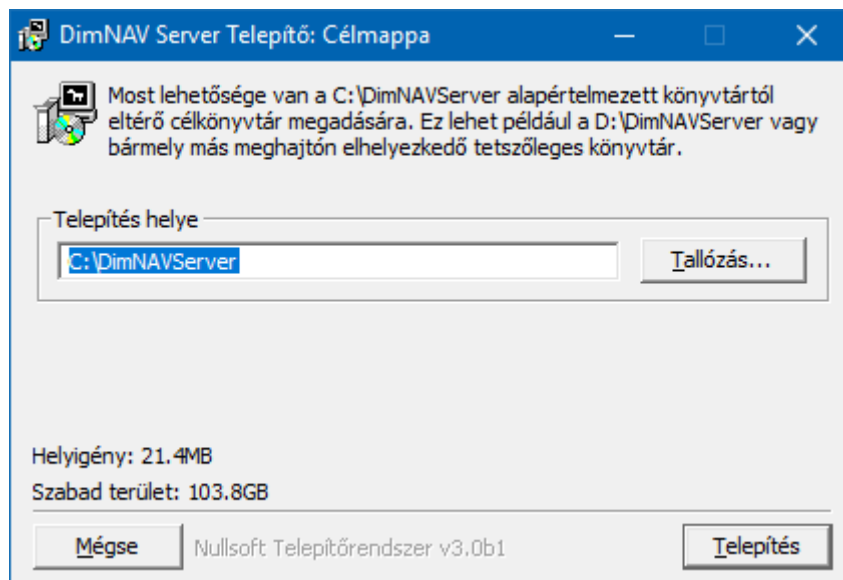 DimNAV Server Telepítő: Célmappa
Most lehetősége van a C:\DimNAVServer alapértelmezett könyvtártól
eltérő célkönyvtár megadására. Ez lehet például a D:\DimNAVServer vagy
bármely más meghajtón elhelyezkedő tetszőleges könyvtár.
Telepítés helye
C:\DimNAVServer
Tallózás...
Helyigény: 21.4MB
Szabad terület: 103.8GB
Mégse
Nullsoft Telepítőrendszer v3.0b1
Telepítés